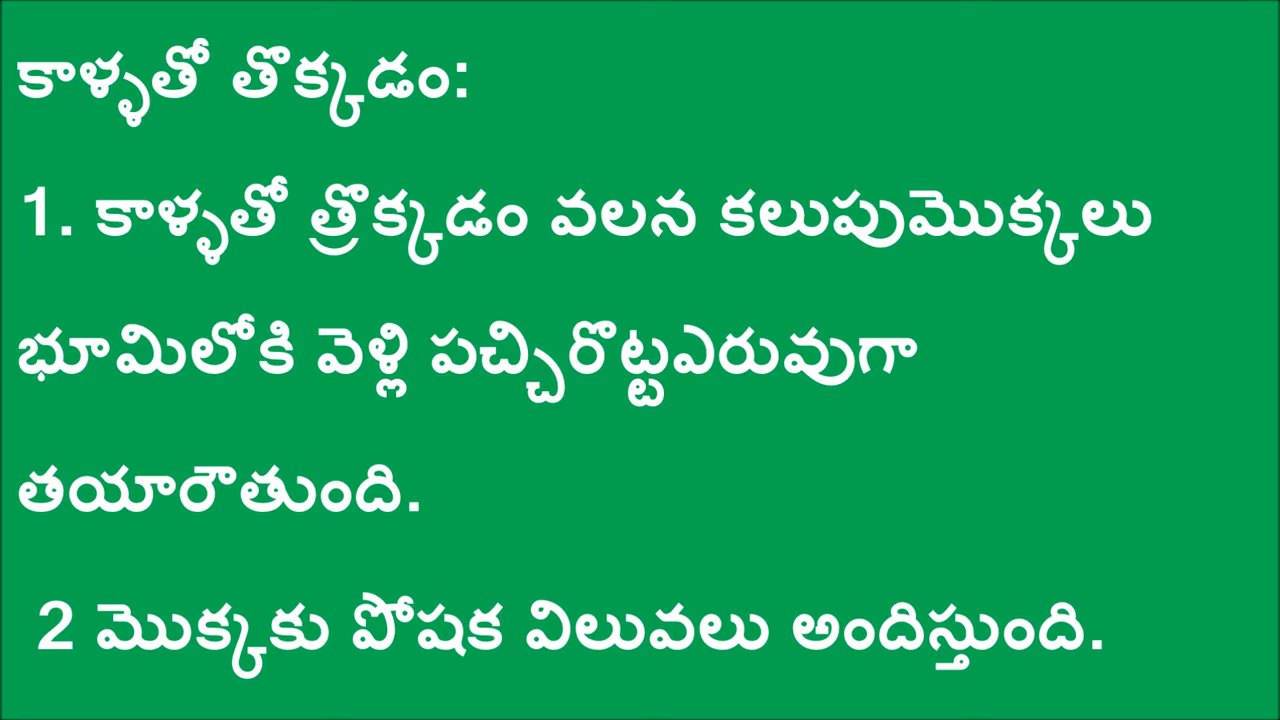 కాళ్ళతో తొక్కడం:
1. కాళ్ళతో త్రొక్కడం వలన కలుపుమొక్కలు
భూమిలోకి వెళ్లి పచ్చిరొట్టఎరువుగా
తయారౌతుంది.
2 మొక్కకు పోషక విలువలు అందిస్తుంది.